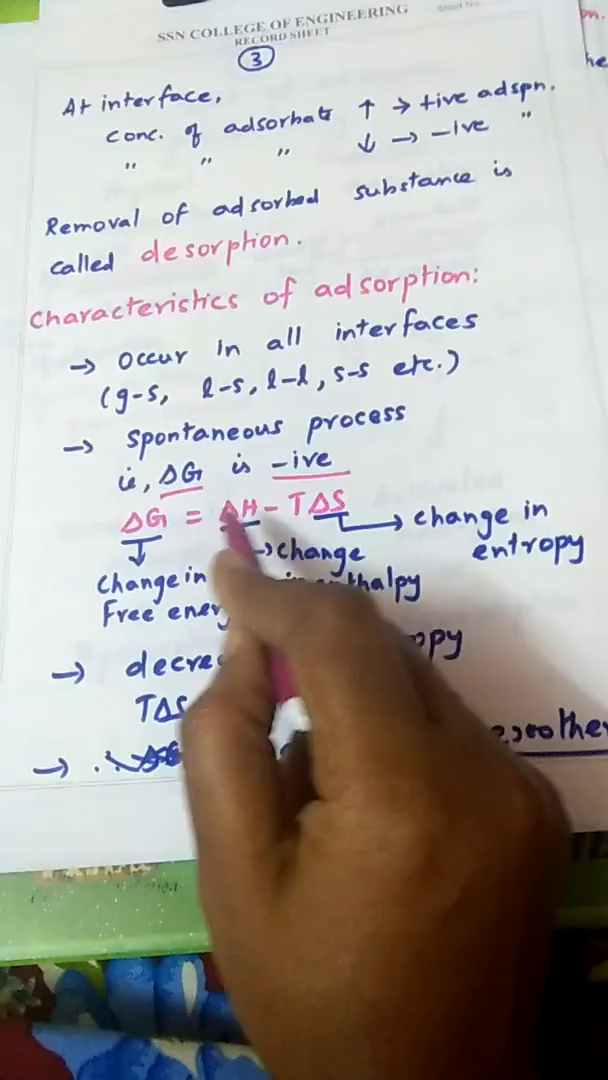 SSN COLLEGE OF ENGINEERING
RECORD SHEET
3
At interface,
conc. of adsorbate ↑ → +ive adspn.
" " " ↓ → -ive "
Removal of adsorbed substance is
called desorption.
Characteristics of adsorption:
→ occur in all interfaces
(g-s, l-s, l-l, s-s etc.)
→ spontaneous process
ie, ΔG is -ive
ΔG = ΔH - TΔS
→ change in
entropy
→ change
Change in
Free
→
TΔS
→